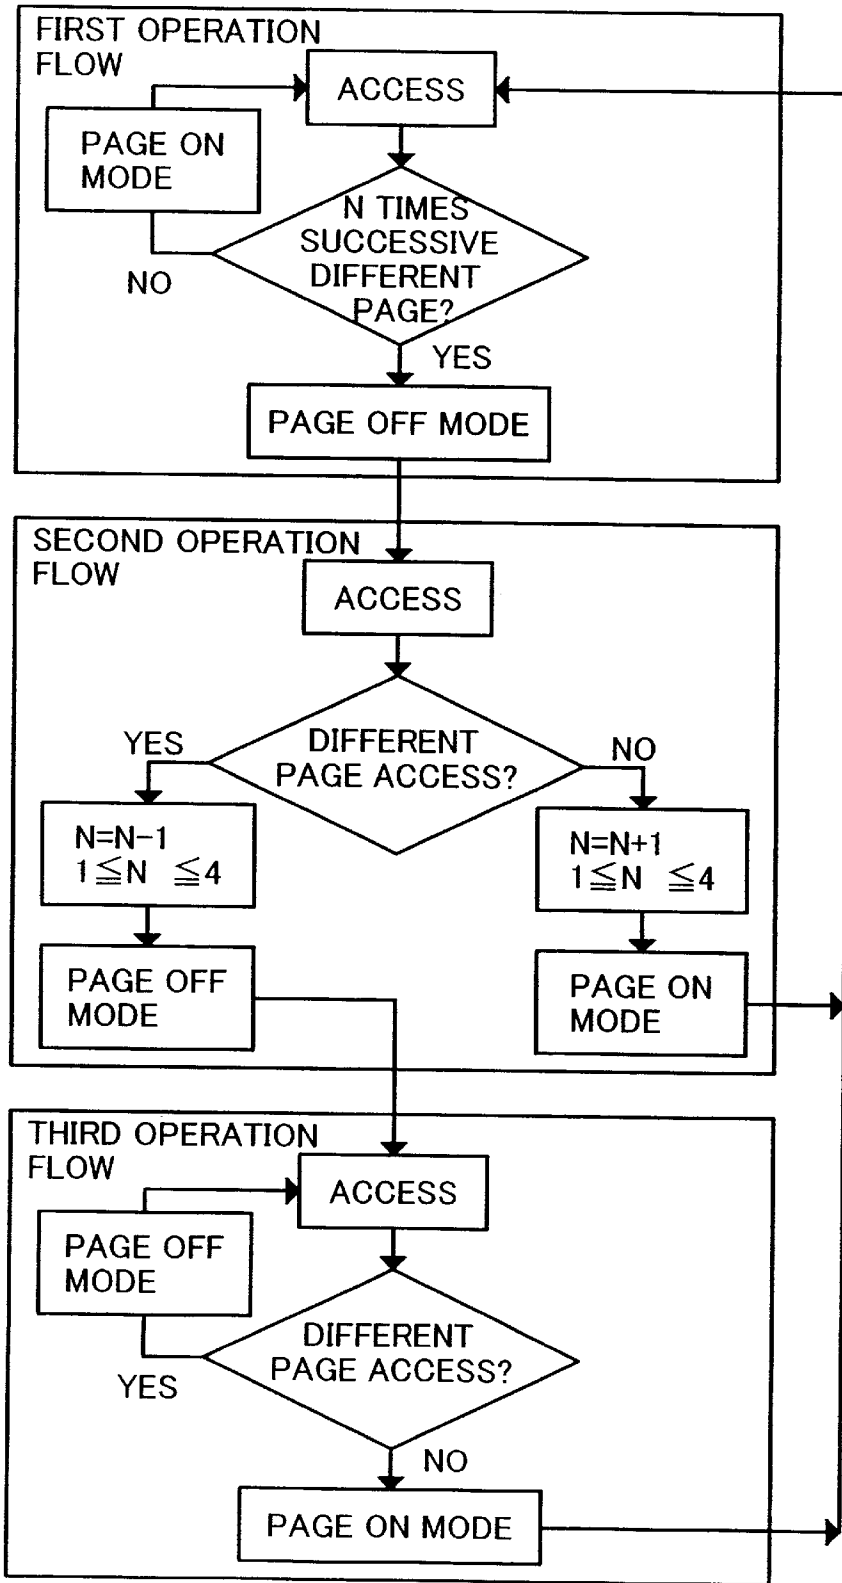 FIRST OPERATION
FLOW
ACCESS
PAGE ON
MODE
N TIMES
SUCCESSIVE
DIFFERENT
PAGE?
NO
YES
PAGE OFF MODE
SECOND OPERATION
FLOW
ACCESS
DIFFERENT
PAGE ACCESS?
YES
NO
N=N-1
1≦N ≦4
N=N+1
1≦N ≦4
PAGE OFF
MODE
PAGE ON
MODE
THIRD OPERATION
FLOW
ACCESS
PAGE OFF
MODE
DIFFERENT
PAGE ACCESS?
YES
NO
PAGE ON MODE